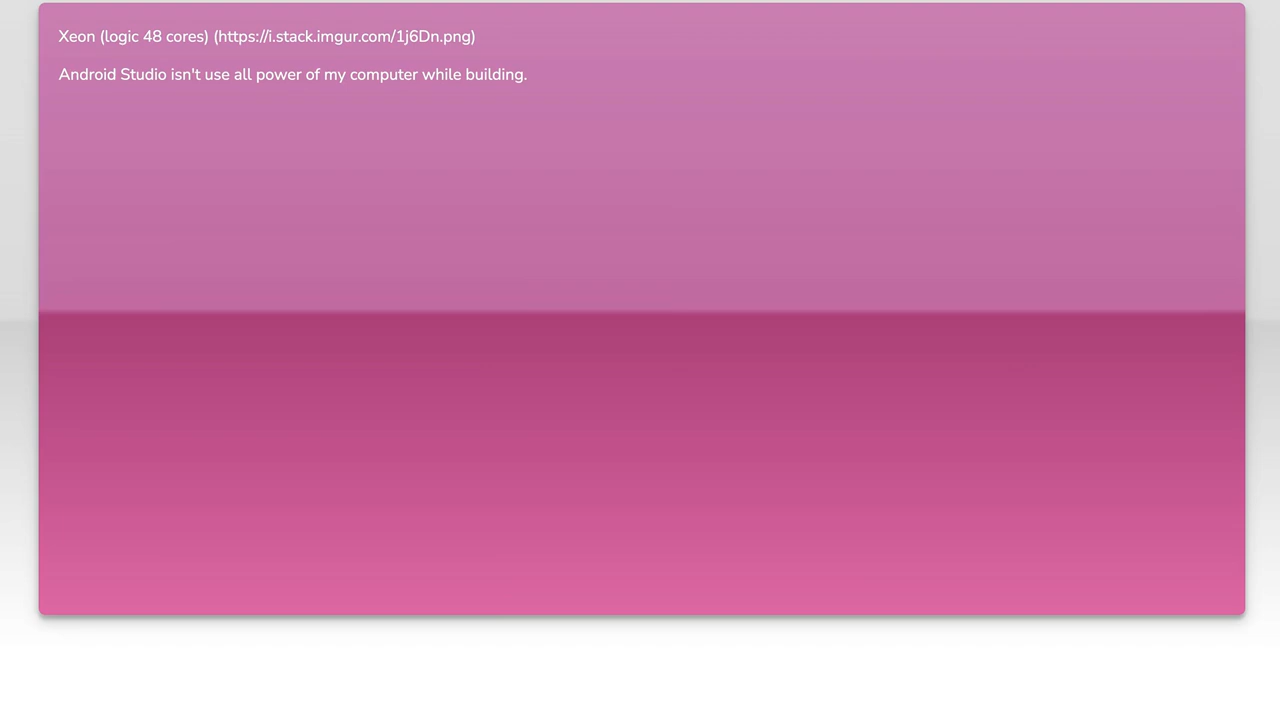 Xeon (logic 48 cores) (https://i.stack.imgur.com/1j6Dn.png)
Android Studio isn't use all power of my computer while building.